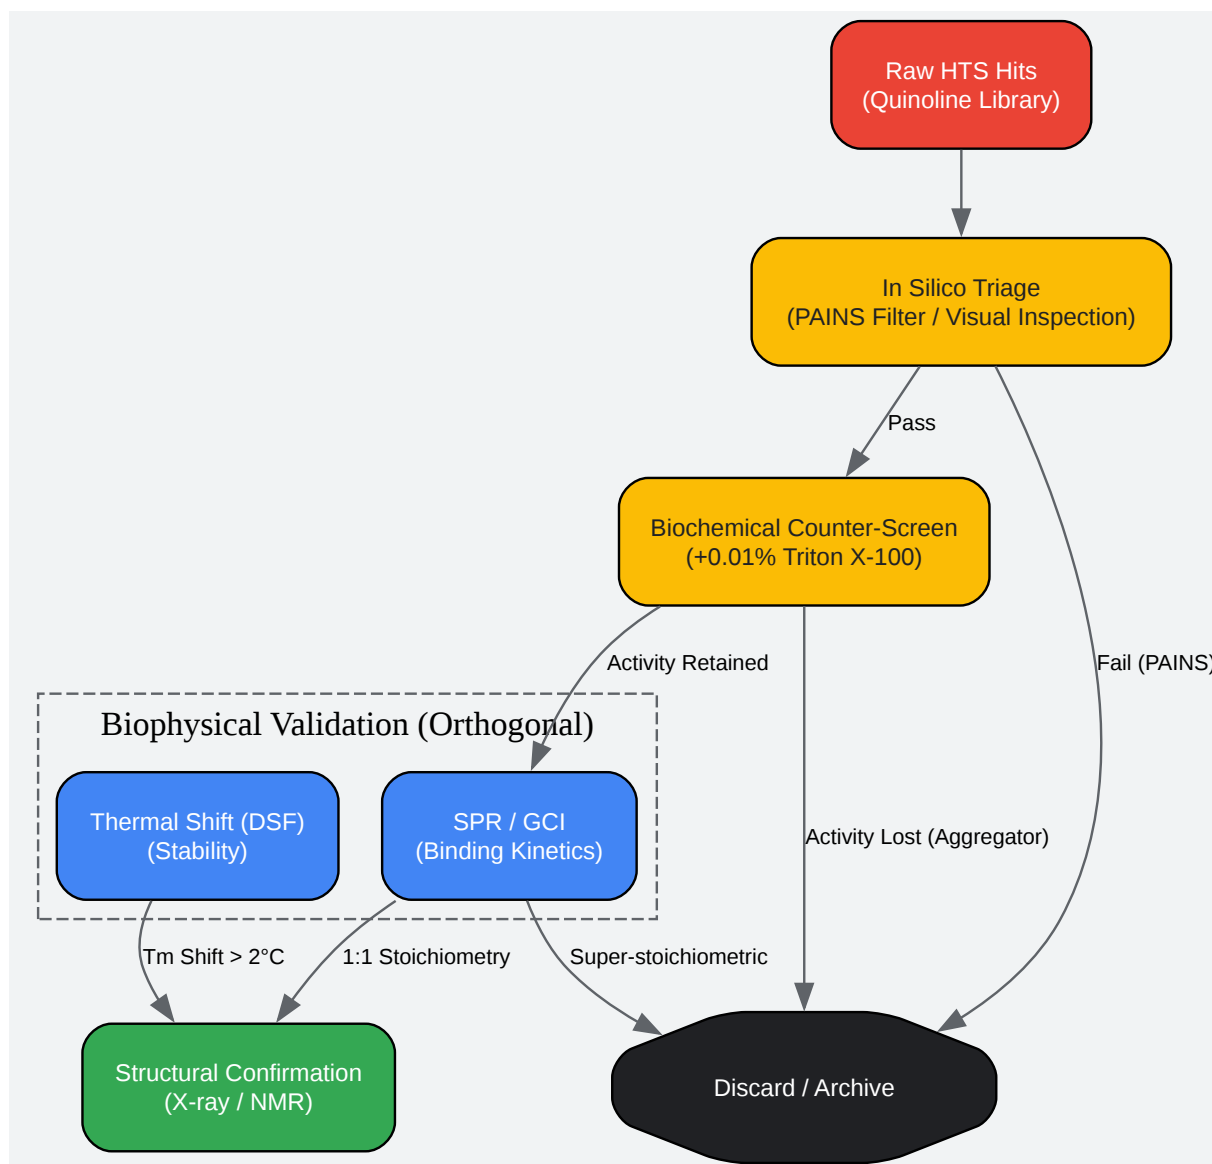 Raw HTS Hits
(Quinoline Library)
In Silico Triage
(PAINS Filter / Visual Inspection)
Pass
Biochemical Counter-Screen
(+0.01% Triton X-100)
Activity Retained
Fail (PAINS)
Biophysical Validation (Orthogonal)
Thermal Shift (DSF)
(Stability)
SPR / GCI
(Binding Kinetics)
Activity Lost (Aggregator)
Tm Shift > 2°C
1:1 Stoichiometry
Super-stoichiometric
Structural Confirmation
(X-ray / NMR)
Discard / Archive